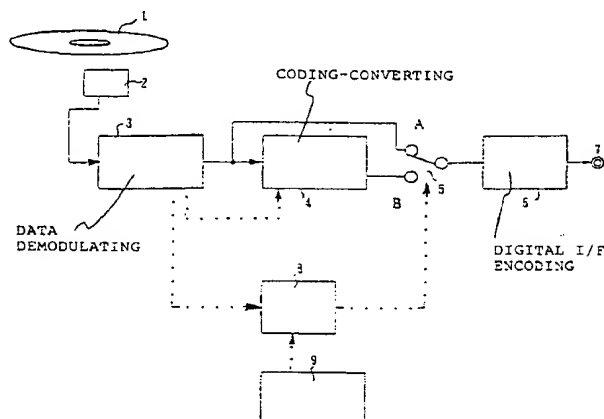 1
2
CODING-CONVERTING
3
A
7
5
4
B
6
DATA
DEMODULATING
DIGITAL I/F
ENCODING
8
9